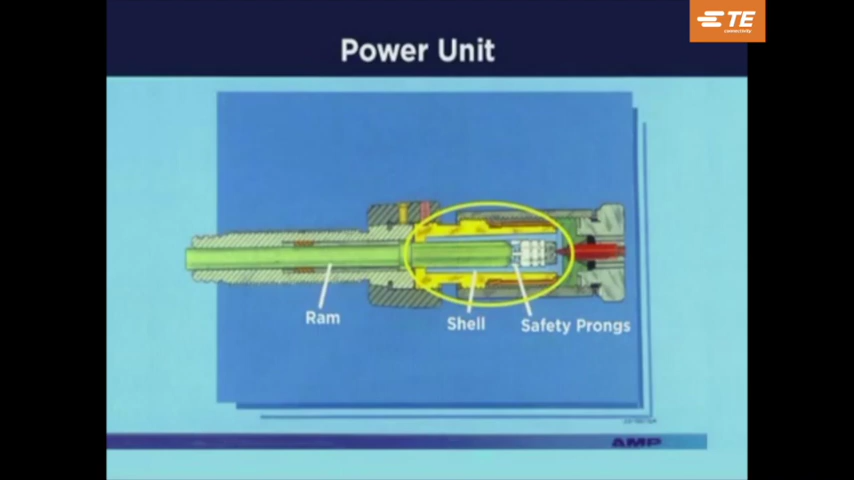 TE
connectivity
Power Unit
Ram
Shell
Safety Prongs
AMP